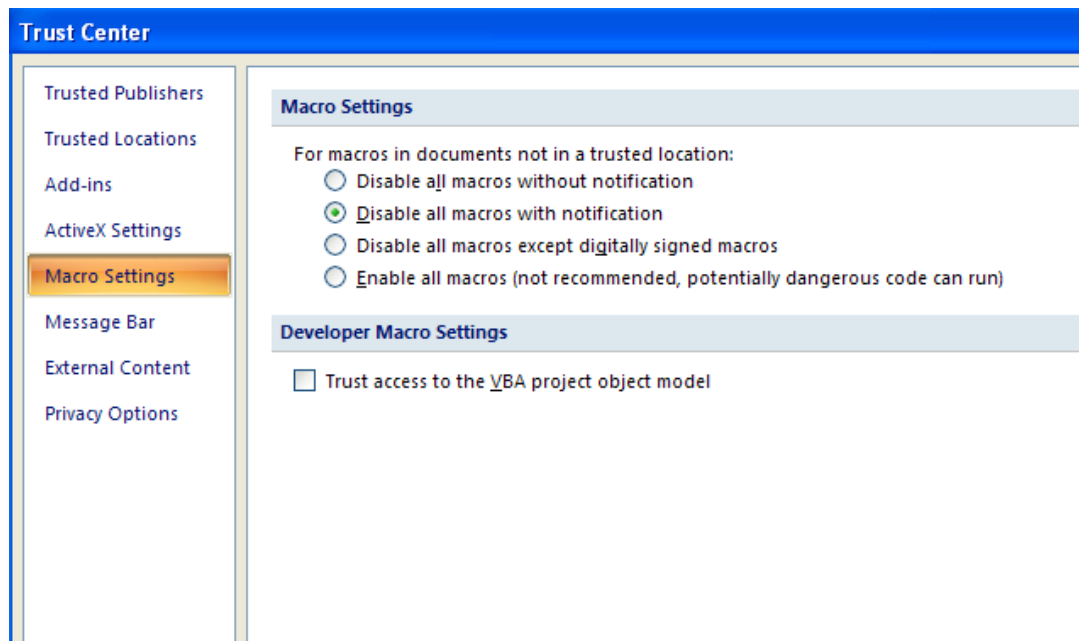 Trust Center
Trusted Publishers
Trusted Locations
Add-ins
ActiveX Settings
Macro Settings
Message Bar
External Content
Privacy Options
Macro Settings
For macros in documents not in a trusted location:
Disable all macros without notification
Disable all macros with notification
Disable all macros except digitally signed macros
Enable all macros (not recommended, potentially dangerous code can run)
Developer Macro Settings
Trust access to the VBA project object model